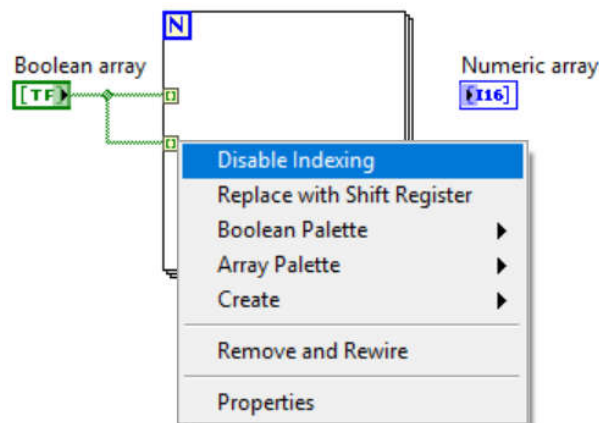 N
Boolean array
Numeric array
[TF]
[I16]
Disable Indexing
Replace with Shift Register
Boolean Palette
Array Palette
Create
Remove and Rewire
Properties